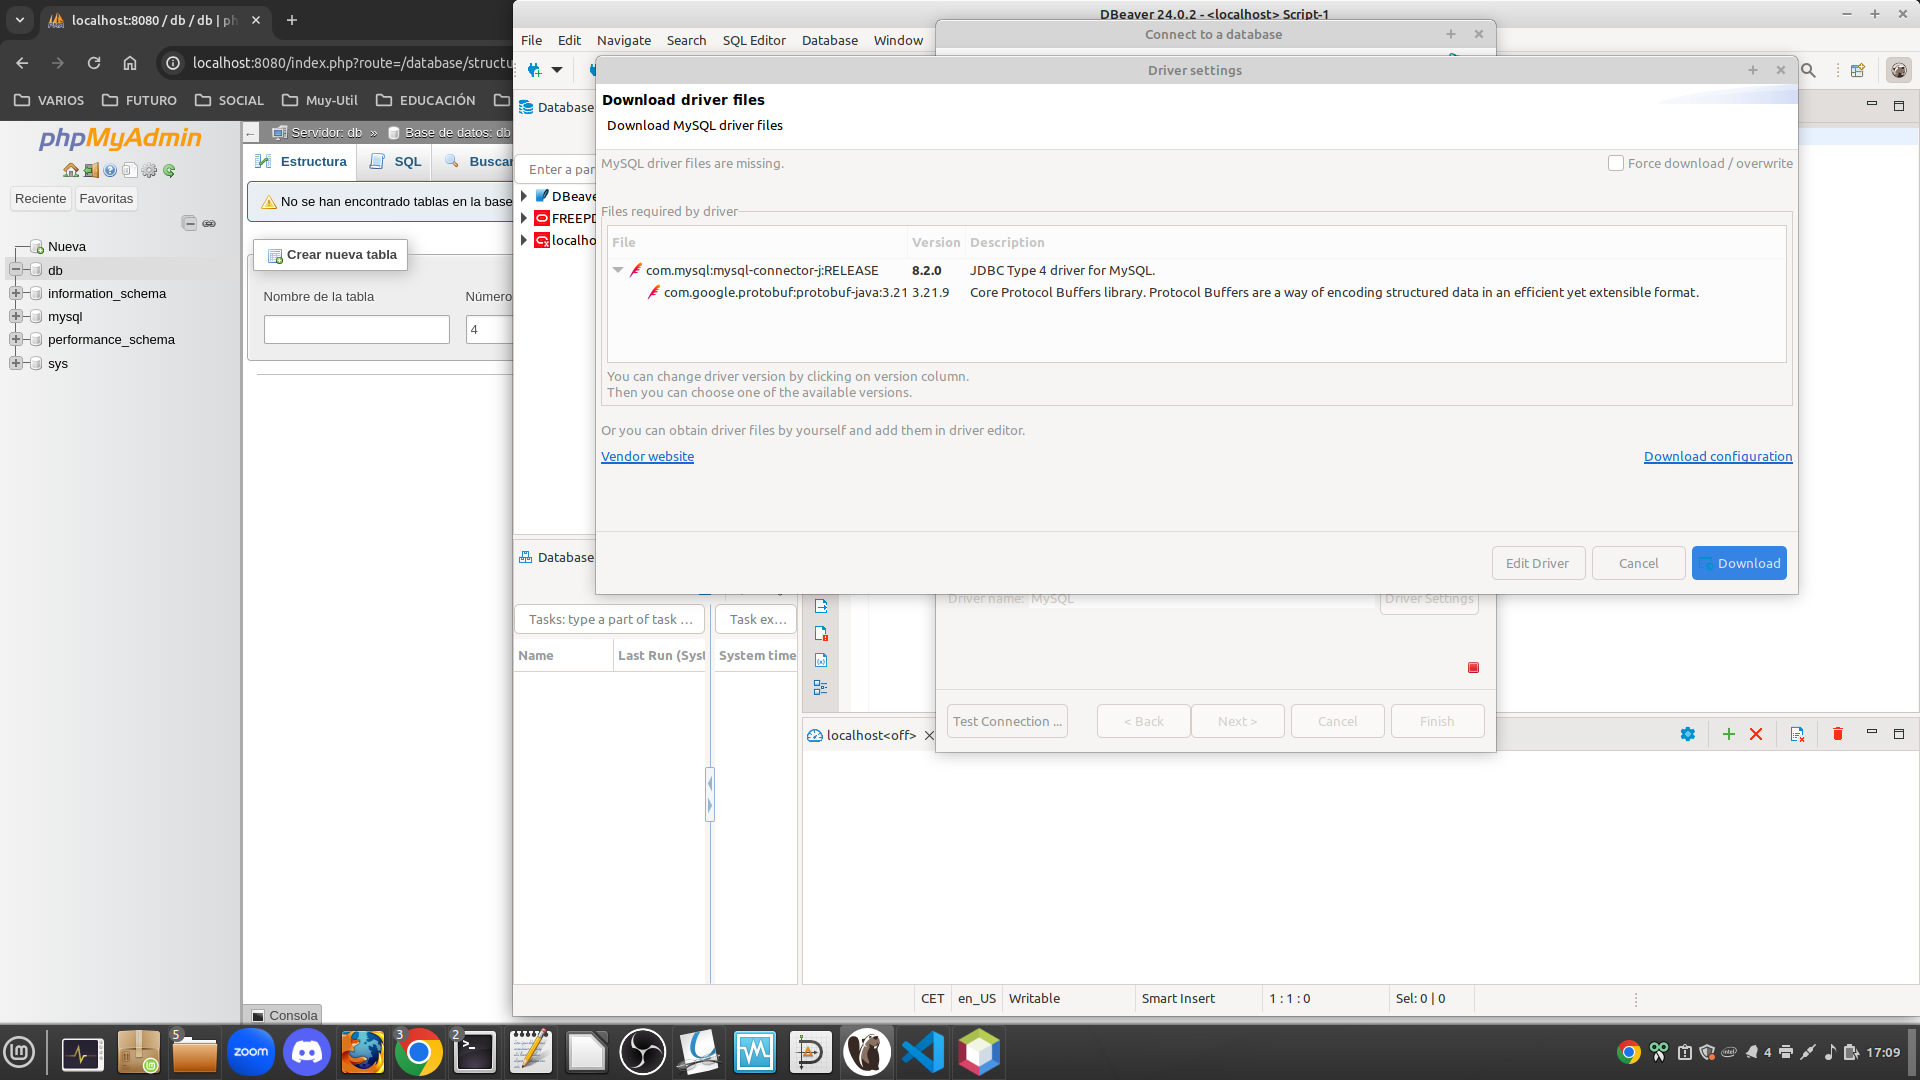 localhost:8080 / db / db | ph
localhost:8080/index.php?route=/database/structu
VARIOS
FUTURO
SOCIAL
Muy-Util
EDUCACIÓN
phpMyAdmin
Reciente
Favoritas
Nueva
db
information_schema
mysql
performance_schema
sys
Servidor: db » Base de datos: db
Estructura
SQL
Buscar
No se han encontrado tablas en la base
Crear nueva tabla
Nombre de la tabla
Número
4
Consola
DBeaver 24.0.2 - <localhost> Script-1
File Edit Navigate Search SQL Editor Database Window
Database
Enter a par
DBeave
FREEPD
localho
Database
Tasks: type a part of task ...
Task ex...
Name
Last Run (Syst
System time
Connect to a database
Driver settings
Download driver files
Download MySQL driver files
MySQL driver files are missing.
Force download / overwrite
Files required by driver
File Version Description
com.mysql:mysql-connector-j:RELEASE 8.2.0 JDBC Type 4 driver for MySQL.
com.google.protobuf:protobuf-java:3.21 3.21.9 Core Protocol Buffers library. Protocol Buffers are a way of encoding structured data in an efficient yet extensible format.
You can change driver version by clicking on version column.
Then you can choose one of the available versions.
Or you can obtain driver files by yourself and add them in driver editor.
Vendor website
Download configuration
Edit Driver
Cancel
Download
Driver name: MySQL
Driver Settings
Test Connection ...
< Back
Next >
Cancel
Finish
localhost<off>
CET
en_US
Writable
Smart Insert
1 : 1 : 0
Sel: 0 | 0
5
zoom
3
2
4
17:09